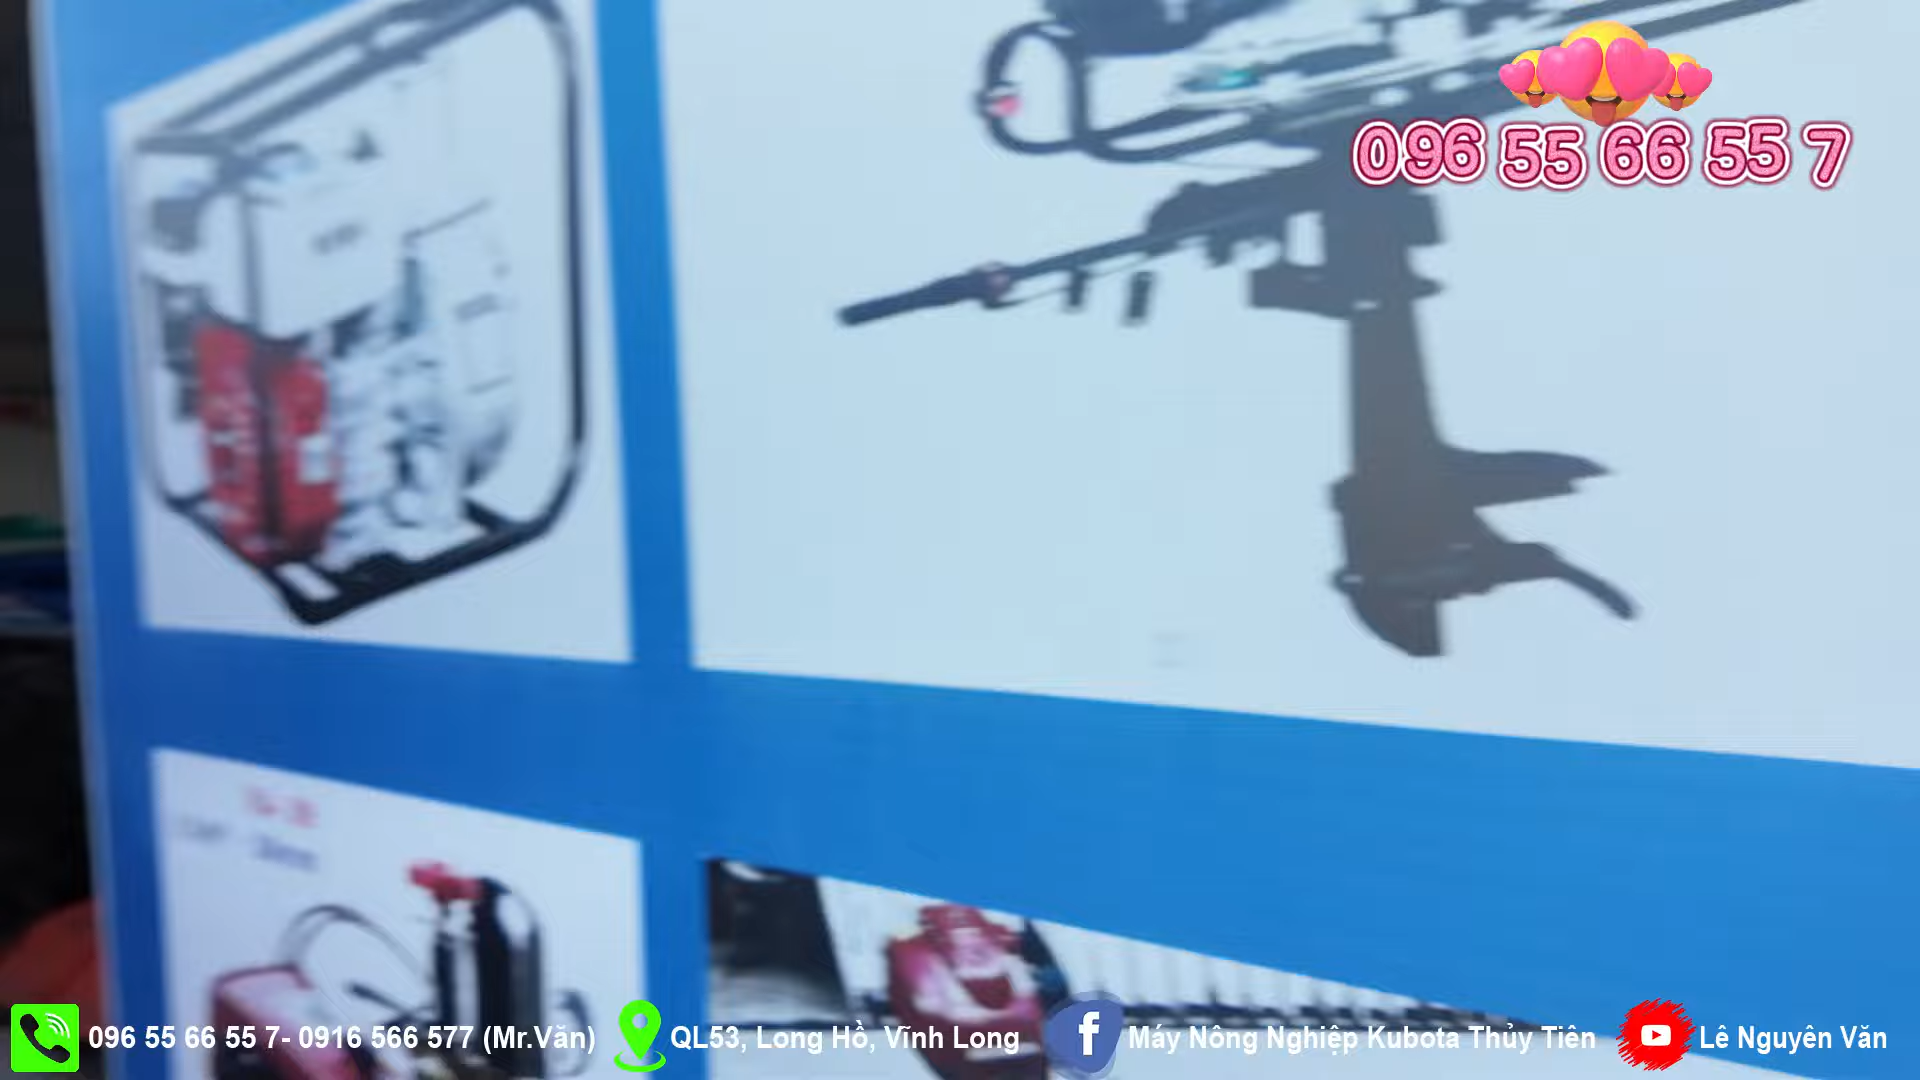 096 55 66 55 7
096 55 66 55 7- 0916 566 577 (Mr.Văn)
QL53, Long Hồ, Vĩnh Long
Máy Nông Nghiệp Kubota Thủy Tiên
Lê Nguyên Văn